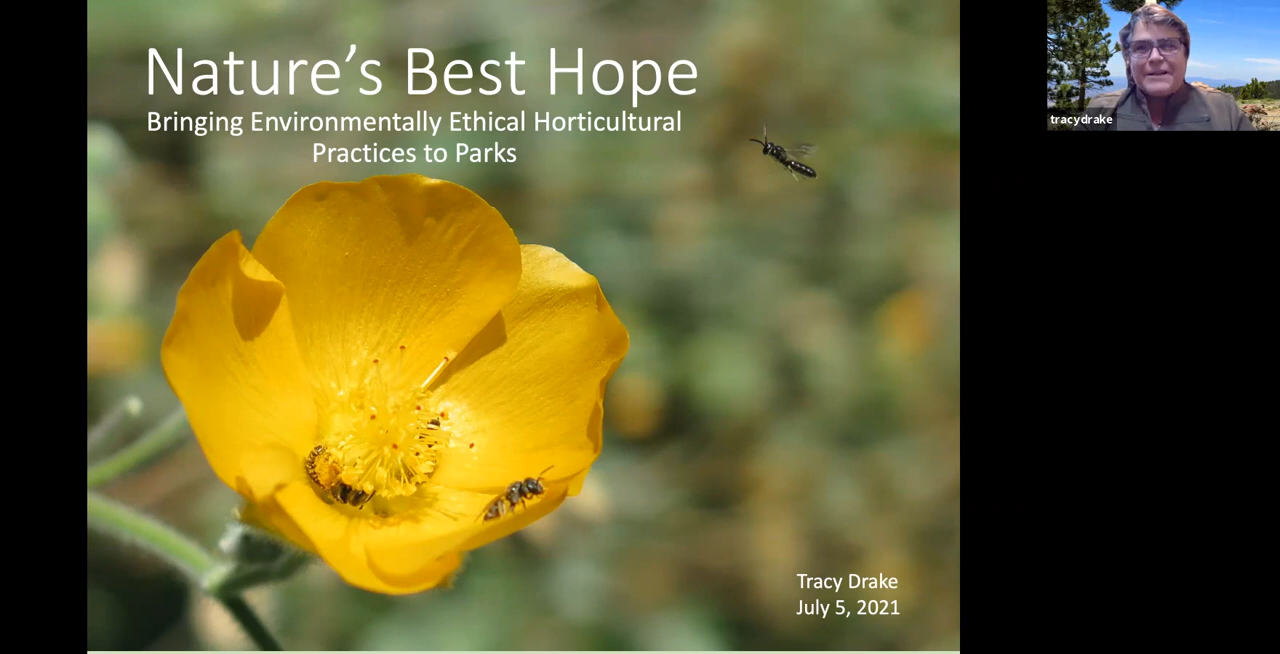 Nature’s Best Hope
Bringing Environmentally Ethical Horticultural
Practices to Parks
Tracy Drake
July 5, 2021
tracydrake